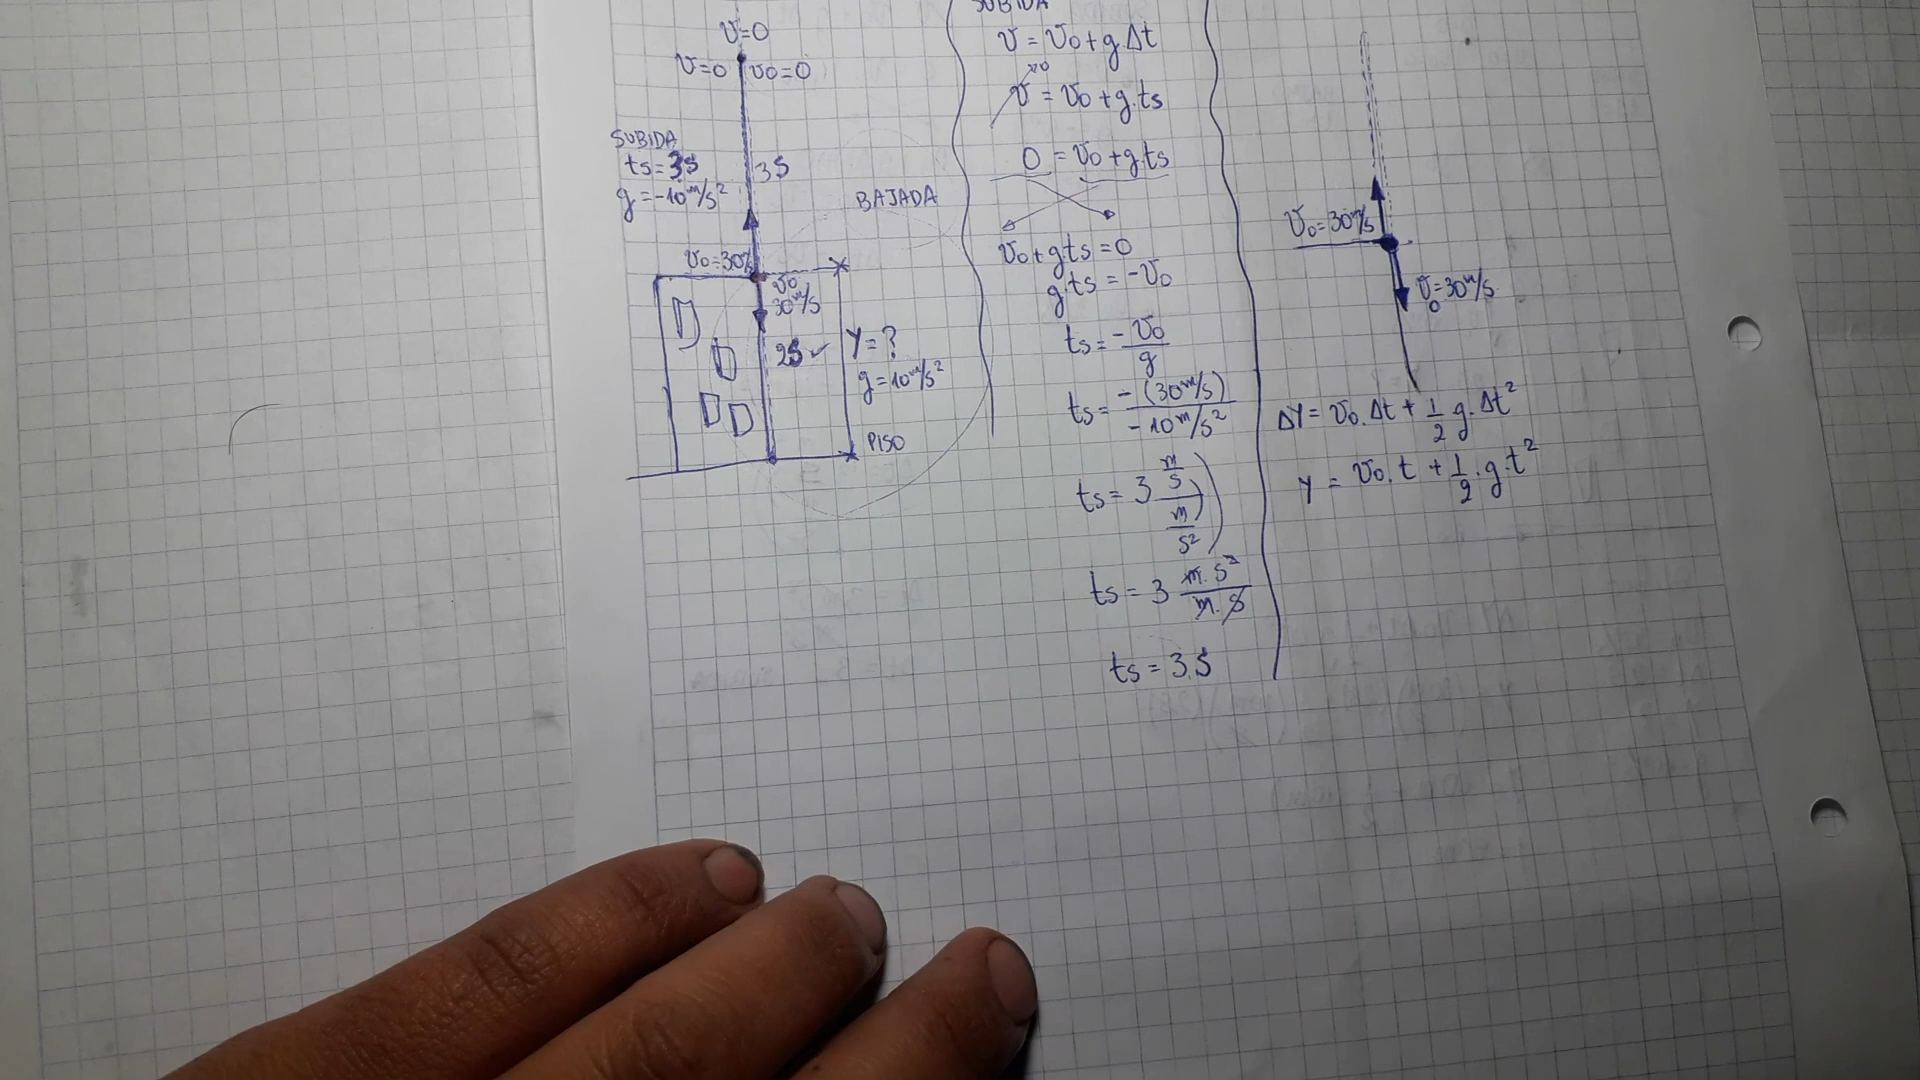 V=0
V=0 V0=0
SUBIDA
ts=3S
g=-10m/s²
3S
BAJADA
V0=30m/s
V0
30m/s
2S ✓
Y=?
g=10m/s²
PISO
SUBIDA
V = V0+g.Δt
V = V0+g.ts
0 = V0+g.ts
V0+g.ts=0
g.ts = -V0
ts = -V0/g
ts = -(30m/s)/-10m/s²
ts = 3 (m/s)/(m/s²)
ts = 3 m.s²/m.s
ts = 3.S
V0=30m/s
V0=30m/s
ΔY = V0.Δt + 1/2 g.Δt²
Y = V0.t + 1/2.g.t²